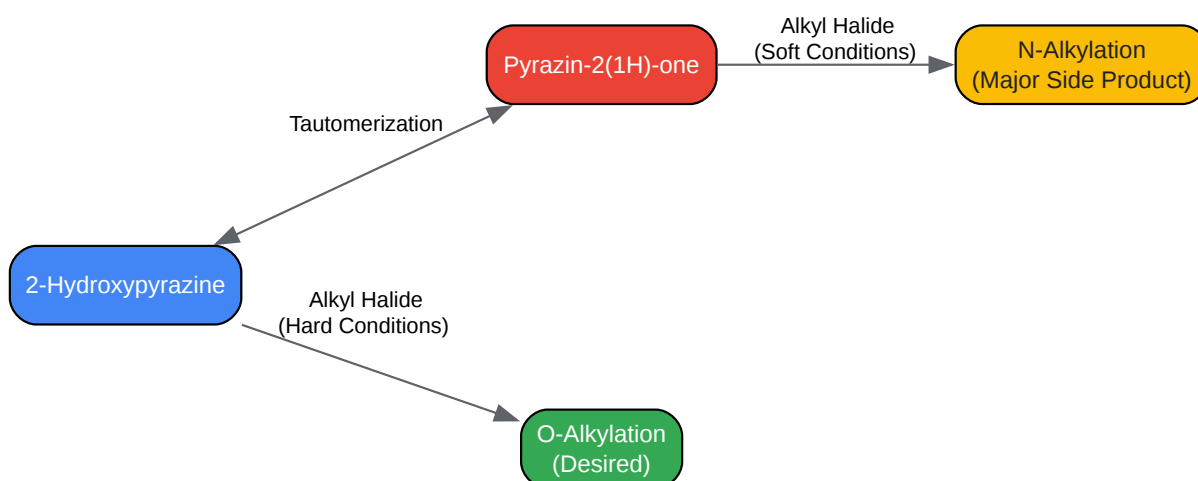 Alkyl Halide
(Soft Conditions)
Pyrazin-2(1H)-one
N-Alkylation
(Major Side Product)
Tautomerization
2-Hydroxypyrazine
Alkyl Halide
(Hard Conditions)
O-Alkylation
(Desired)